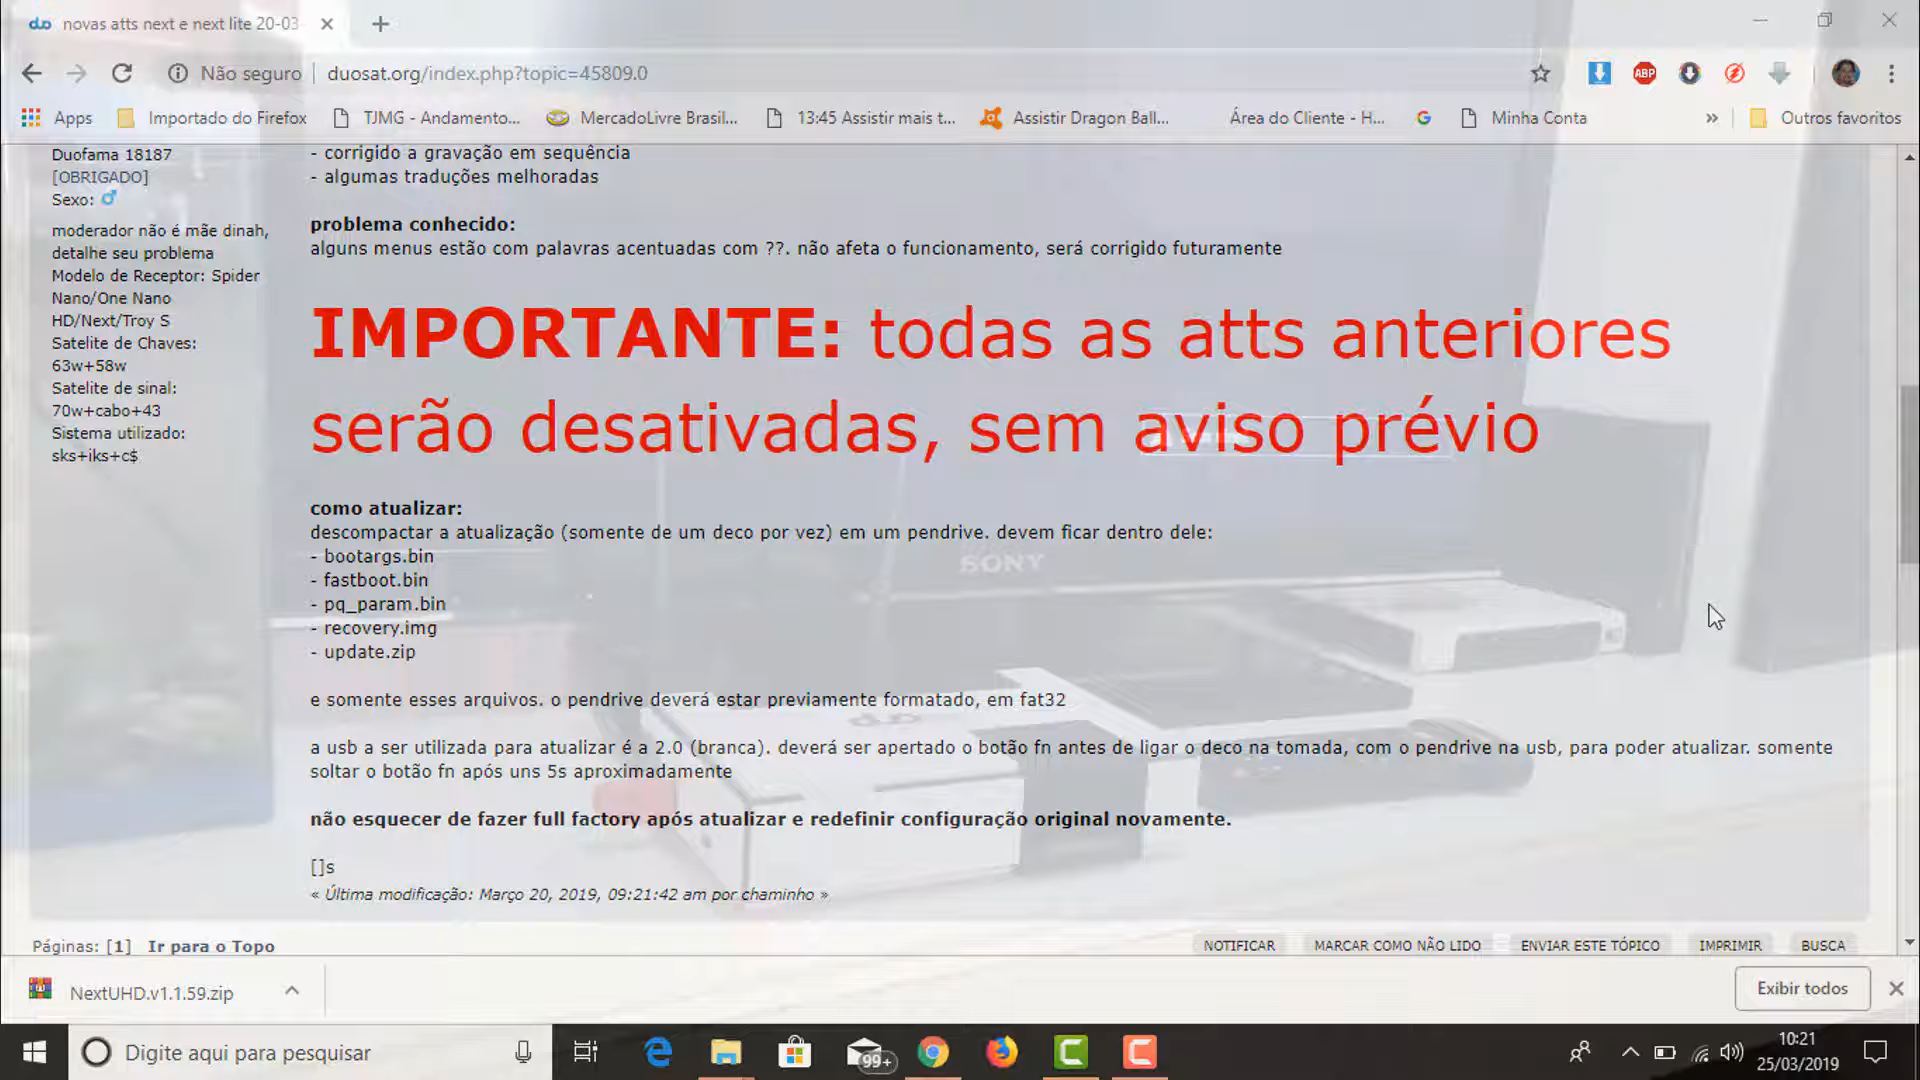 duo novas atts next e next lite 20-03
Não seguro duosat.org/index.php?topic=45809.0
ABP
Apps Importado do Firefox TJMG - Andamento... MercadoLivre Brasil... 13:45 Assistir mais t... Assistir Dragon Ball... Área do Cliente - H... G Minha Conta » Outros favoritos
Duofama 18187
[OBRIGADO]
Sexo:
moderador não é mãe dinah,
detalhe seu problema
Modelo de Receptor: Spider
Nano/One Nano
HD/Next/Troy S
Satelite de Chaves:
63w+58w
Satelite de sinal:
70w+cabo+43
Sistema utilizado:
sks+iks+c$
- corrigido a gravação em sequência
- algumas traduções melhoradas
problema conhecido:
alguns menus estão com palavras acentuadas com ??. não afeta o funcionamento, será corrigido futuramente
IMPORTANTE: todas as atts anteriores
serão desativadas, sem aviso prévio
como atualizar:
descompactar a atualização (somente de um deco por vez) em um pendrive. devem ficar dentro dele:
- bootargs.bin
- fastboot.bin
- pq_param.bin
- recovery.img
- update.zip
SONY
e somente esses arquivos. o pendrive deverá estar previamente formatado, em fat32
duo
a usb a ser utilizada para atualizar é a 2.0 (branca). deverá ser apertado o botão fn antes de ligar o deco na tomada, com o pendrive na usb, para poder atualizar. somente
soltar o botão fn após uns 5s aproximadamente
não esquecer de fazer full factory após atualizar e redefinir configuração original novamente.
[]s
« Última modificação: Março 20, 2019, 09:21:42 am por chaminho »
Páginas: [1] Ir para o Topo
NOTIFICAR MARCAR COMO NÃO LIDO ENVIAR ESTE TÓPICO IMPRIMIR BUSCA
NextUHD.v1.1.59.zip
Exibir todos
Digite aqui para pesquisar
99+
10:21
25/03/2019